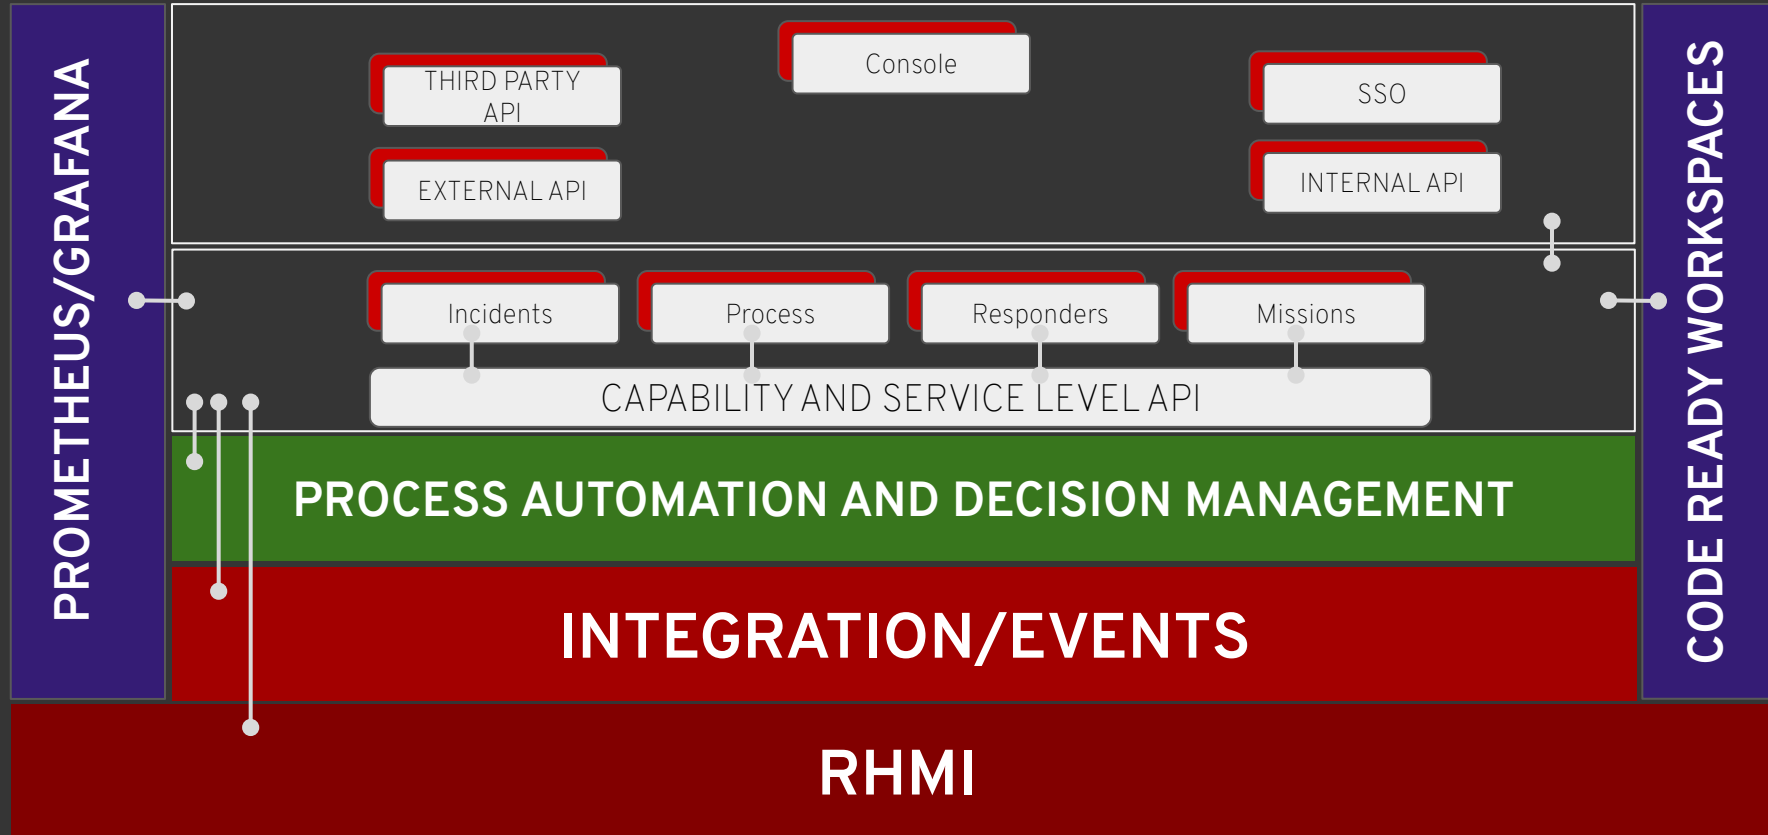 PROMETHEUS/GRAFANA
Console
THIRD PARTY
API
SSO
EXTERNAL API
INTERNAL API
Incidents
Process
Responders
Missions
CAPABILITY AND SERVICE LEVEL API
PROCESS AUTOMATION AND DECISION MANAGEMENT
INTEGRATION/EVENTS
RHMI
CODE READY WORKSPACES